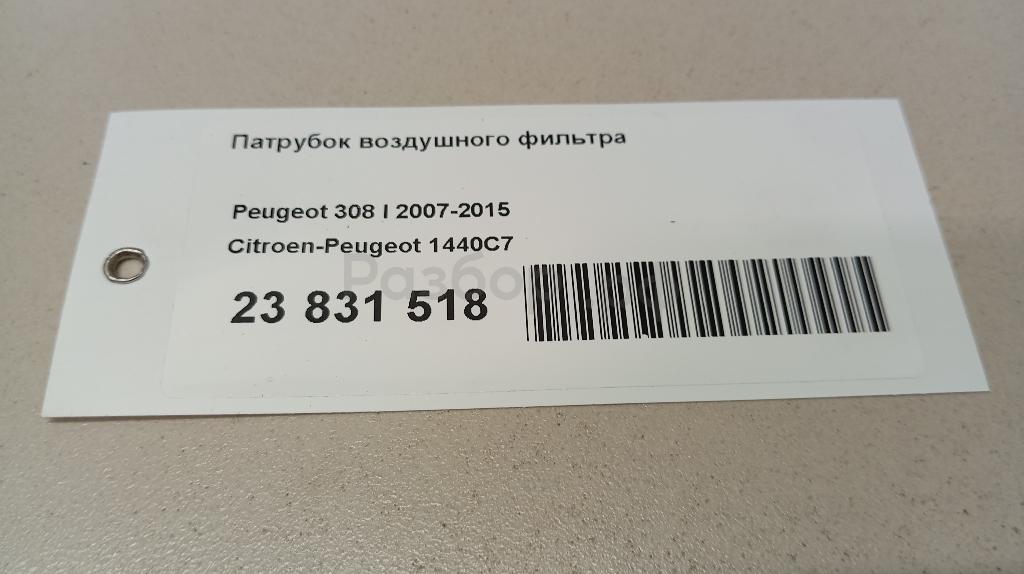 Патрубок воздушного фильтра
Peugeot 308 I 2007-2015
Citroen-Peugeot 1440C7
23 831 518